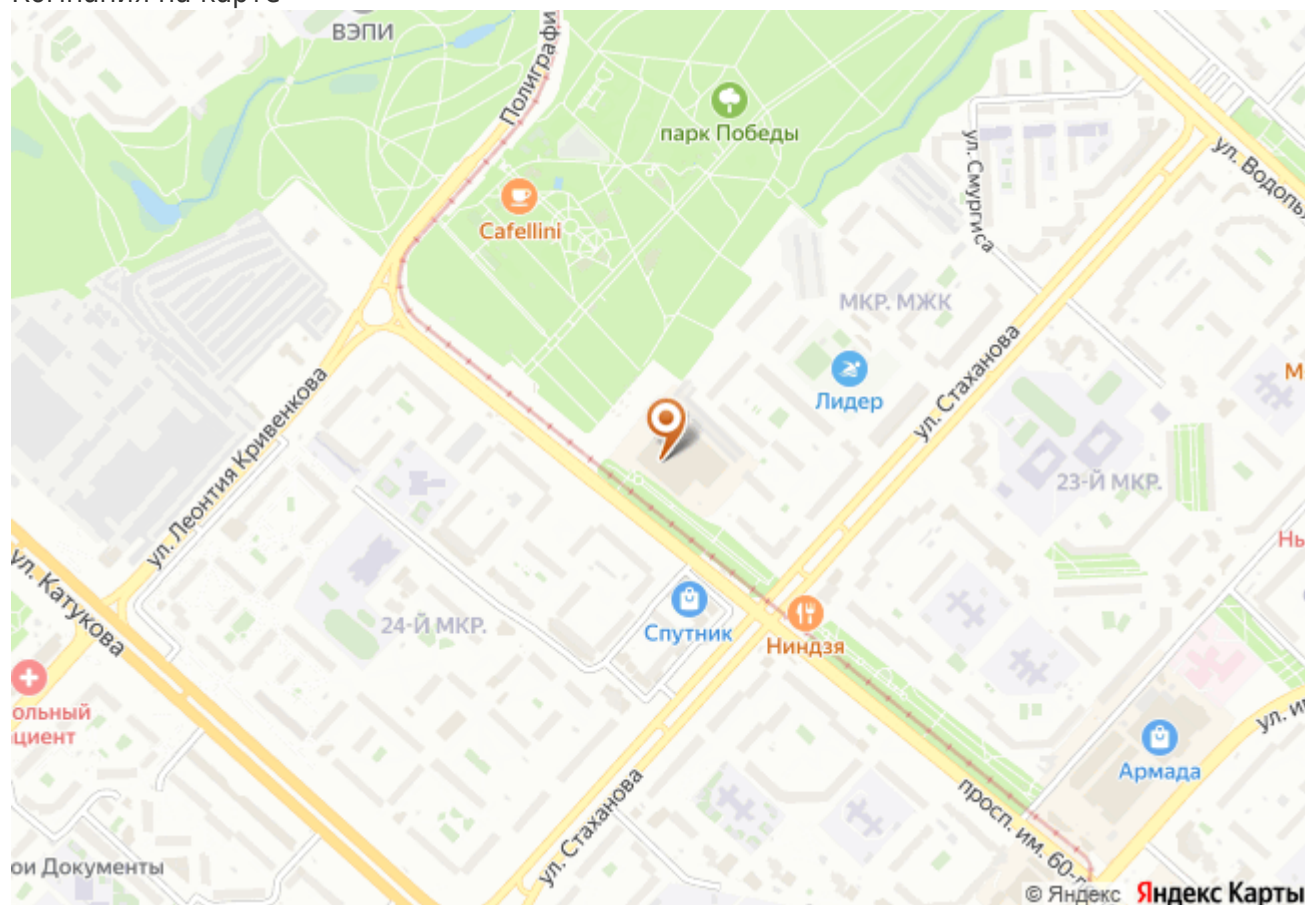 ВЭПИ
Полиграфи
парк Победы
ул. Смургиса
ул. Водопь
Cafellini
МКР. МЖК
ул. Стаханова
Лидер
ул. Леонтия Кривенкова
23-Й МКР.
ул. Катукова
24-Й МКР.
Спутник
Ниндзя
Нь
М
ольный
циент
ул. и
Армада
ул. Стаханова
просп. им. 60-л
ои Документы
© Яндекс Яндекс Карты